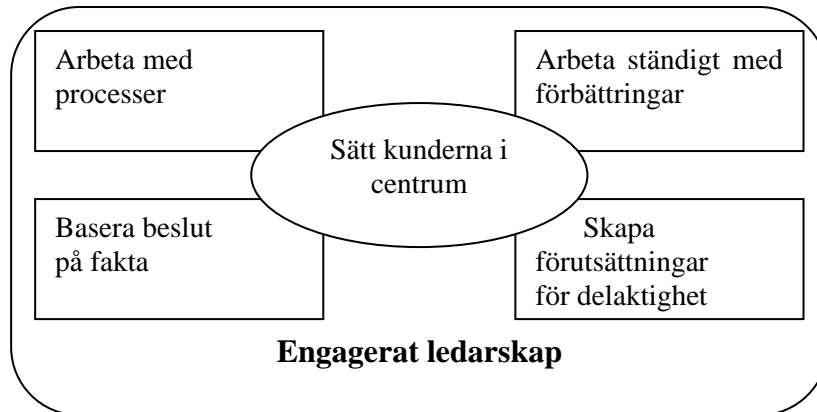 Arbeta med
processer
Arbeta ständigt med
förbättringar
Sätt kunderna i
centrum
Basera beslut
på fakta
Skapa
förutsättningar
för delaktighet
Engagerat ledarskap